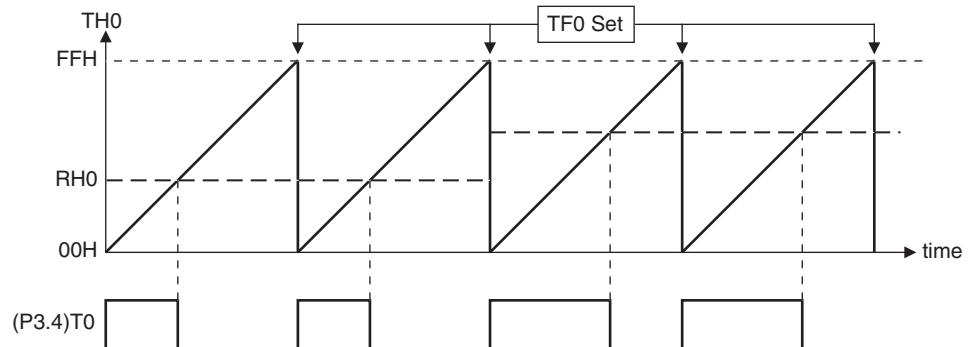 TH0
TF0 Set
FFH
RH0
00H
time
(P3.4)T0